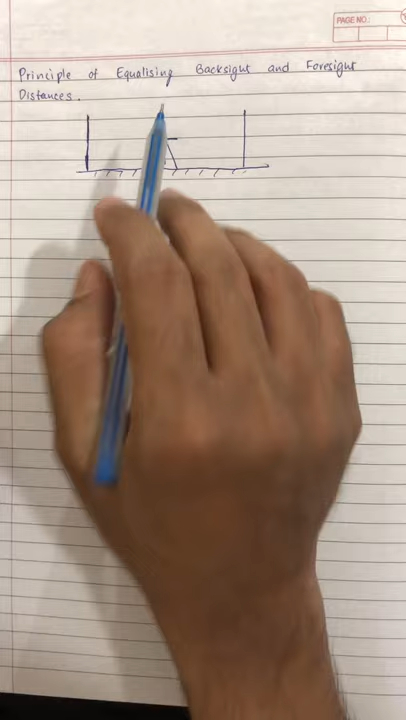 PAGE NO.:
Principle of Equalising Backsight and Foresight
Distances.